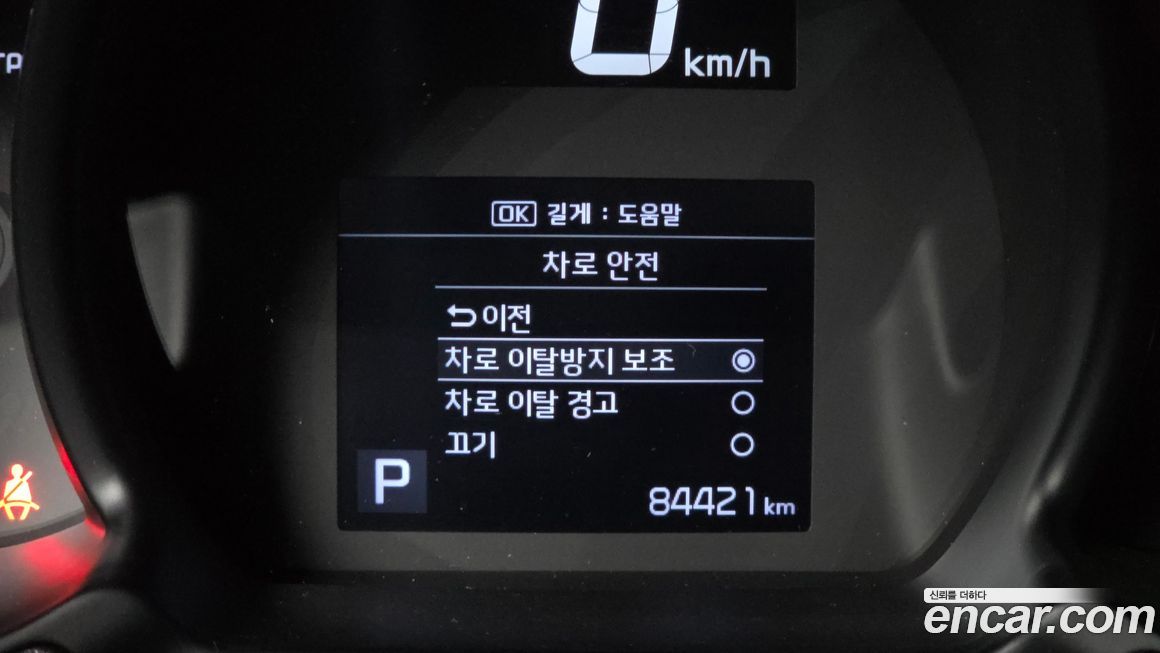 0 km/h
OK 길게 : 도움말
차로 안전
이전
차로 이탈방지 보조
차로 이탈 경고
끄기
P
84421 km
신뢰를 더하다
encar.com